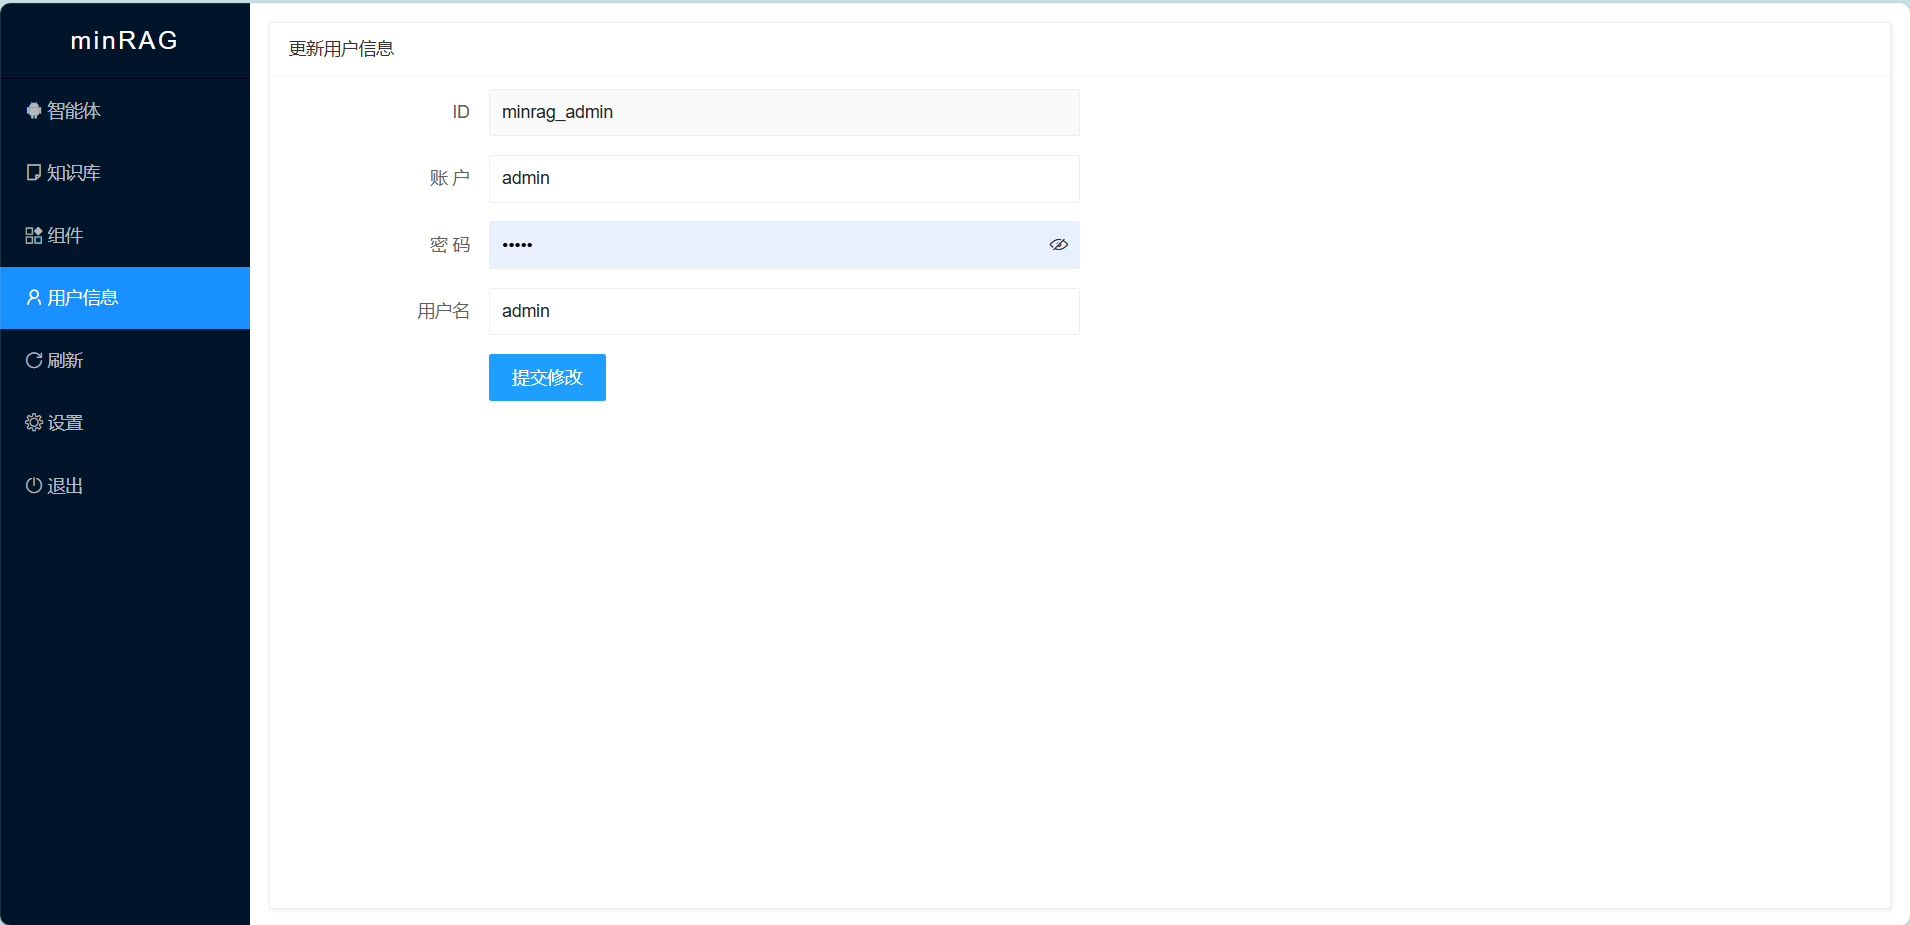 minRAG
智能体
知识库
组件
用户信息
刷新
设置
退出
更新用户信息
ID
minrag_admin
账 户
admin
密 码
•••••
用户名
admin
提交修改